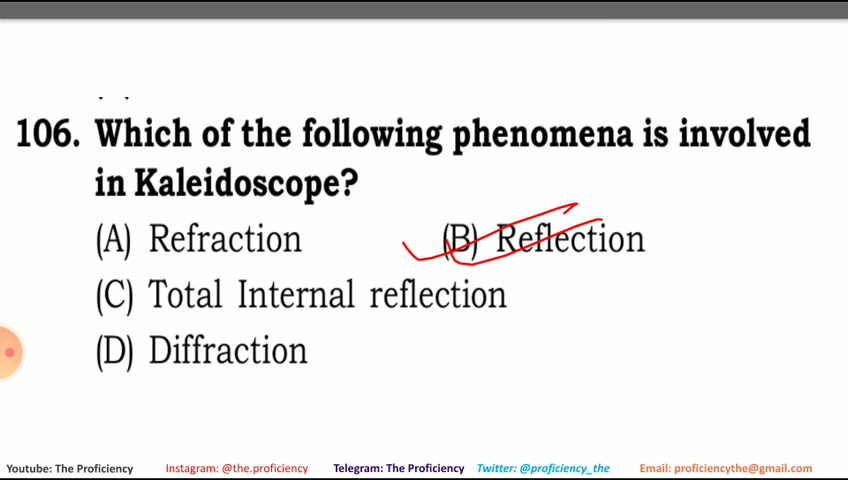 106. Which of the following phenomena is involved
in Kaleidoscope?
(A) Refraction (B) Reflection
(C) Total Internal reflection
(D) Diffraction
Youtube: The Proficiency Instagram: @the.proficiency Telegram: The Proficiency Twitter: @proficiency_the Email: proficiencythe@gmail.com